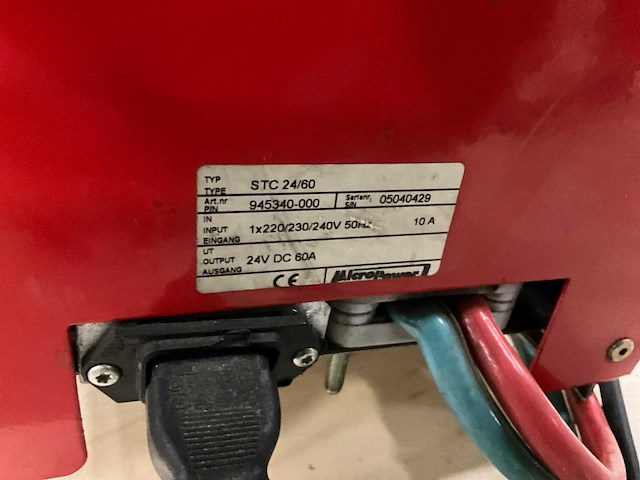 TYP
TYPE STC 24/60
Art.nr
P/N 945340-000 Serienr, S/N 05040429
IN
INPUT 1x220/230/240V 50Hz 10 A
EINGANG
UT
OUTPUT 24V DC 60A
AUSGANG
CE MicroPower